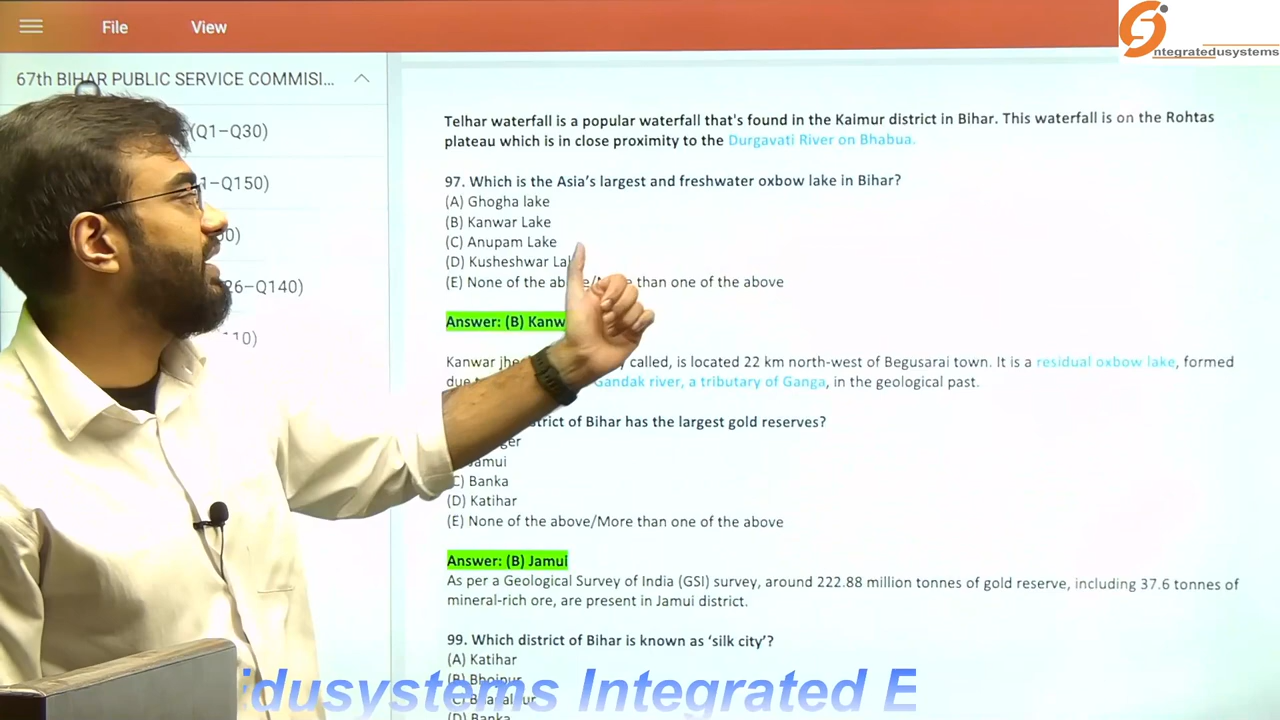 File View
ntegratedusystems
67th BIHAR PUBLIC SERVICE COMMISI...
(Q1–Q30)
1–Q150)
0)
26–Q140)
10)
Telhar waterfall is a popular waterfall that's found in the Kaimur district in Bihar. This waterfall is on the Rohtas
plateau which is in close proximity to the Durgavati River on Bhabua.
97. Which is the Asia's largest and freshwater oxbow lake in Bihar?
(A) Ghogha lake
(B) Kanwar Lake
(C) Anupam Lake
(D) Kusheshwar
(E) None of the than one of the above
Answer: (B)
Kanwar called, is located 22 km north-west of Begusarai town. It is a residual oxbow lake, formed
Gandak river, a tributary of Ganga, in the geological past.
of Bihar has the largest gold reserves?
Jamui
Banka
(D) Katihar
(E) None of the above/More than one of the above
Answer: (B) Jamui
As per a Geological Survey of India (GSI) survey, around 222.88 million tonnes of gold reserve, including 37.6 tonnes of
mineral-rich ore, are present in Jamui district.
99. Which district of Bihar is known as ‘silk city’?
(A) Katihar
(B)
(D) Banka
idusystems Integrated E